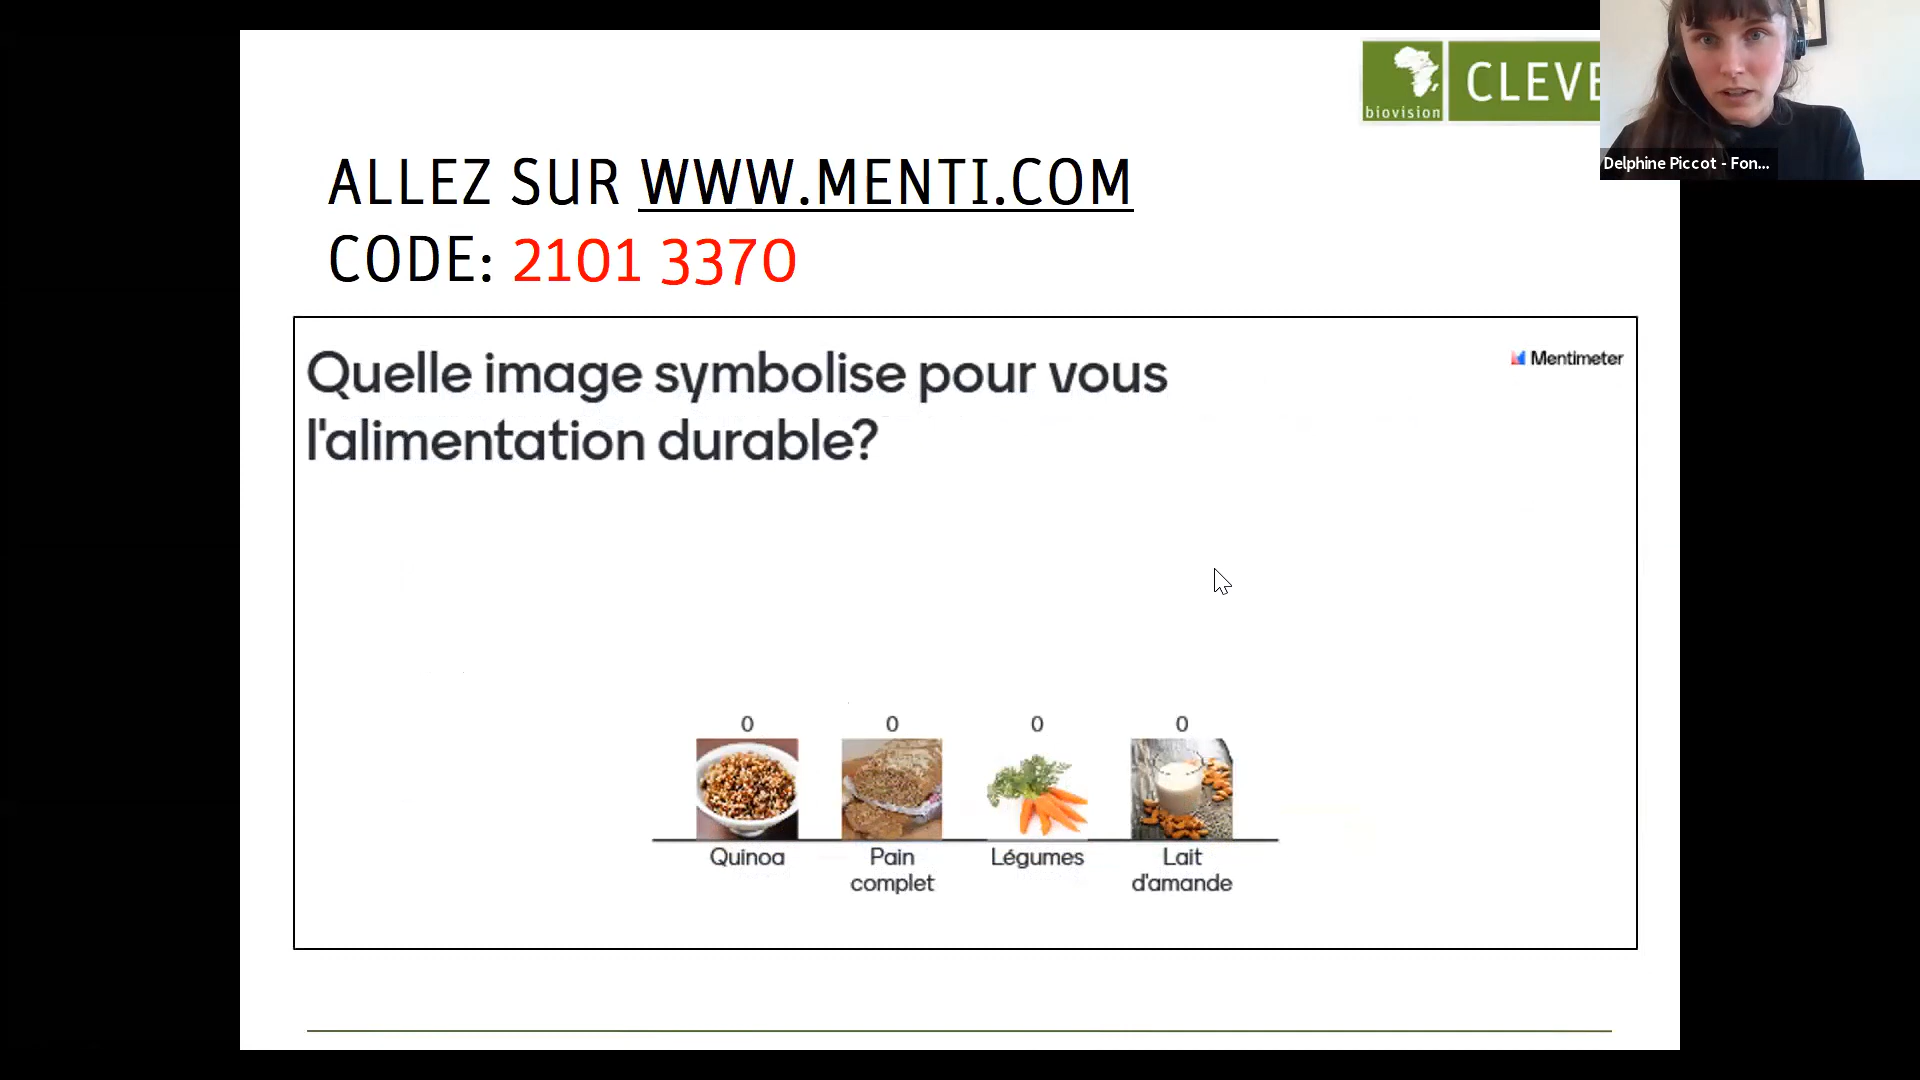 biovision
CLEVE
Delphine Piccot - Fon...
ALLEZ SUR WWW.MENTI.COM
CODE: 2101 3370
Quelle image symbolise pour vous
l'alimentation durable?
Mentimeter
0 0 0 0
Quinoa Pain complet Légumes Lait d'amande